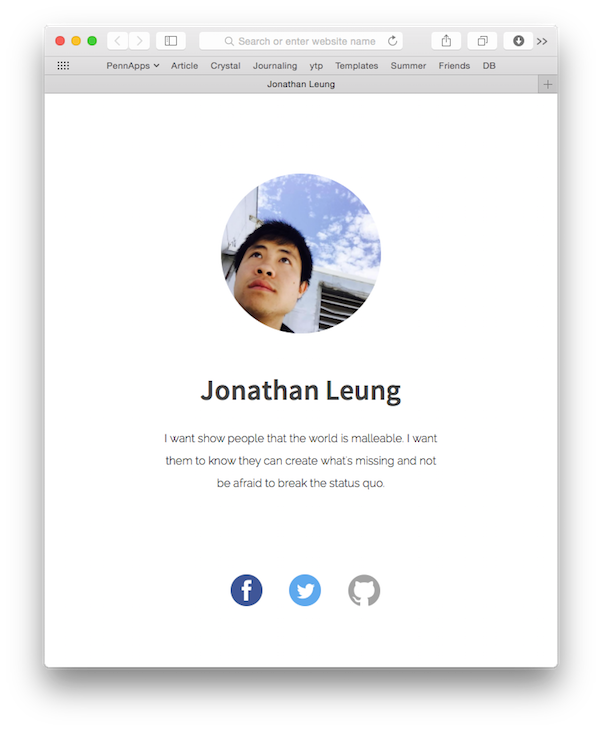 Search or enter website name
PennApps Article Crystal Journaling ytp Templates Summer Friends DB
Jonathan Leung
Jonathan Leung
I want show people that the world is malleable. I want
them to know they can create what's missing and not
be afraid to break the status quo.